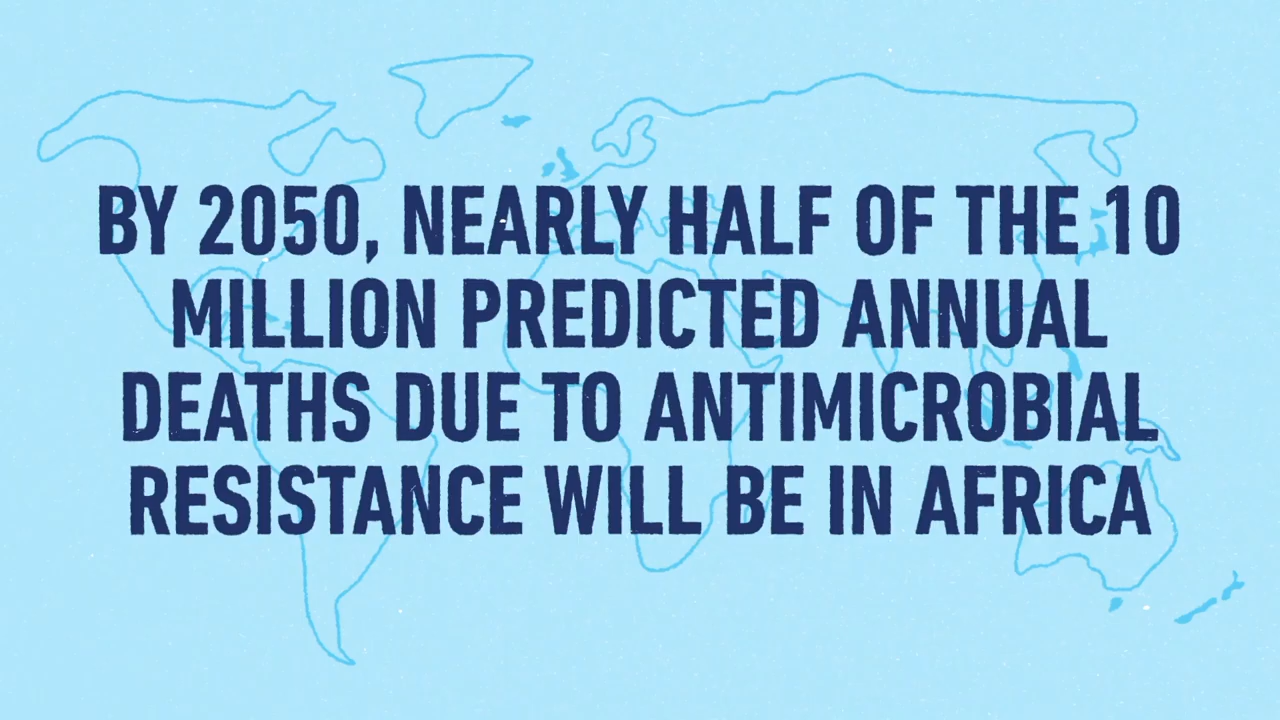 BY 2050, NEARLY HALF OF THE 10
MILLION PREDICTED ANNUAL
DEATHS DUE TO ANTIMICROBIAL
RESISTANCE WILL BE IN AFRICA